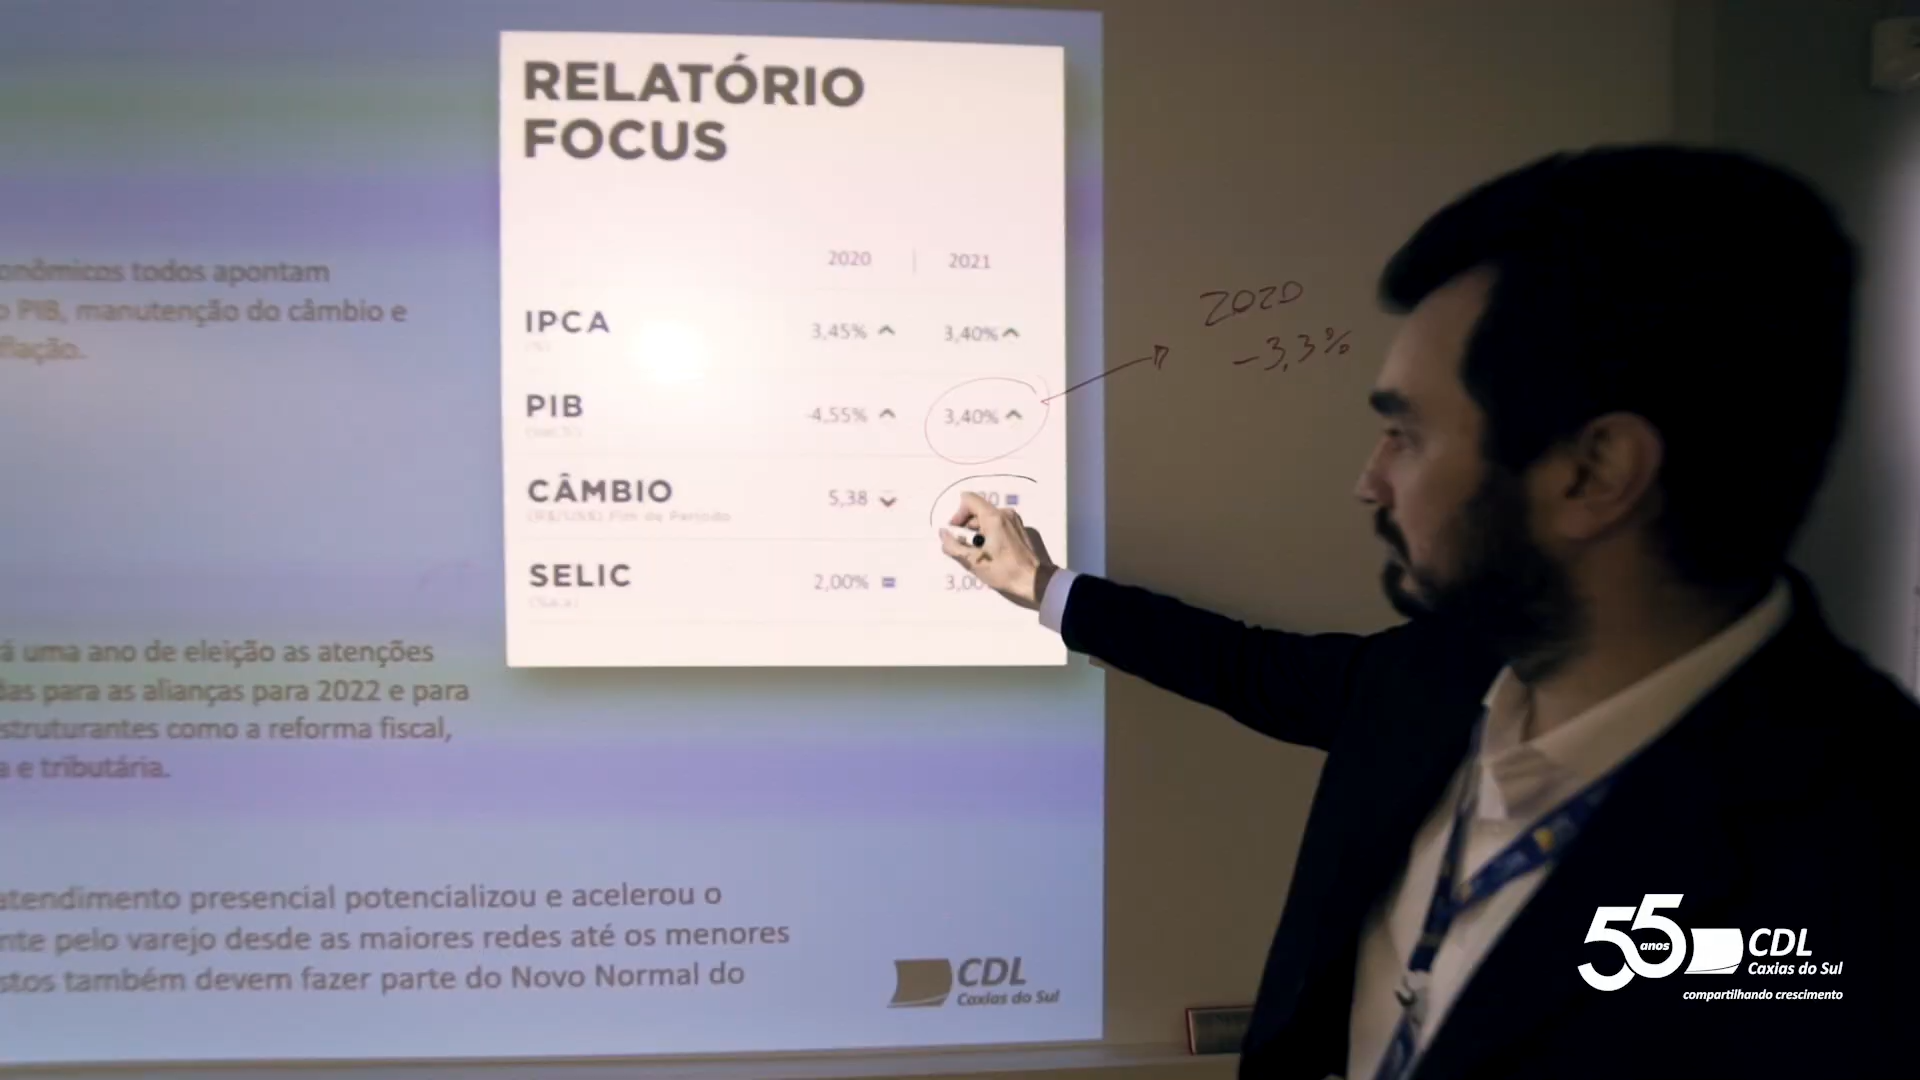 RELATÓRIO
FOCUS
2020 | 2021
IPCA 3,45% 3,40%
PIB -4,55% 3,40%
CÂMBIO 5,38
(R$/US$) Fim de Período
SELIC 2,00% =
2020
-3,3%
onômicos todos apontam
o PIB, manutenção do câmbio e
flação.
á uma ano de eleição as atenções
das para as alianças para 2022 e para
struturantes como a reforma fiscal,
a e tributária.
atendimento presencial potencializou e acelerou o
nte pelo varejo desde as maiores redes até os menores
stos também devem fazer parte do Novo Normal do
CDL
Caxias do Sul
55 anos
CDL
Caxias do Sul
compartilhando crescimento